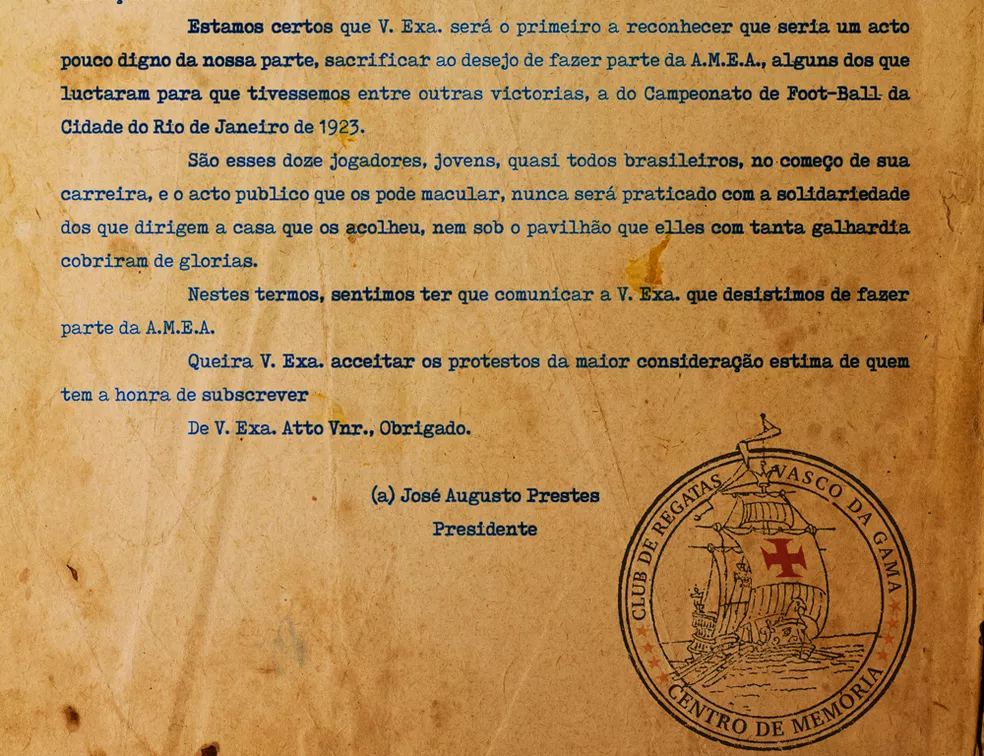 Estamos certos que V. Exa. será o primeiro a reconhecer que seria um acto
pouco digno da nossa parte, sacrificar ao desejo de fazer parte da A.M.E.A., alguns dos que
luctaram para que tivessemos entre outras victorias, a do Campeonato de Foot-Ball da
Cidade do Rio de Janeiro de 1923.
São esses doze jogadores, jovens, quasi todos brasileiros, no começo de sua
carreira, e o acto publico que os pode macular, nunca será praticado com a solidariedade
dos que dirigem a casa que os acolheu, nem sob o pavilhão que elles com tanta galhardia
cobriram de glorias.
Nestes termos, sentimos ter que comunicar a V. Exa. que desistimos de fazer
parte da A.M.E.A.
Queira V. Exa. acceitar os protestos da maior consideração estima de quem
tem a honra de subscrever
De V. Exa. Atto Vnr., Obrigado.
(a) José Augusto Prestes
Presidente
CLUB DE REGATAS VASCO DA GAMA
CENTRO DE MEMÓRIA